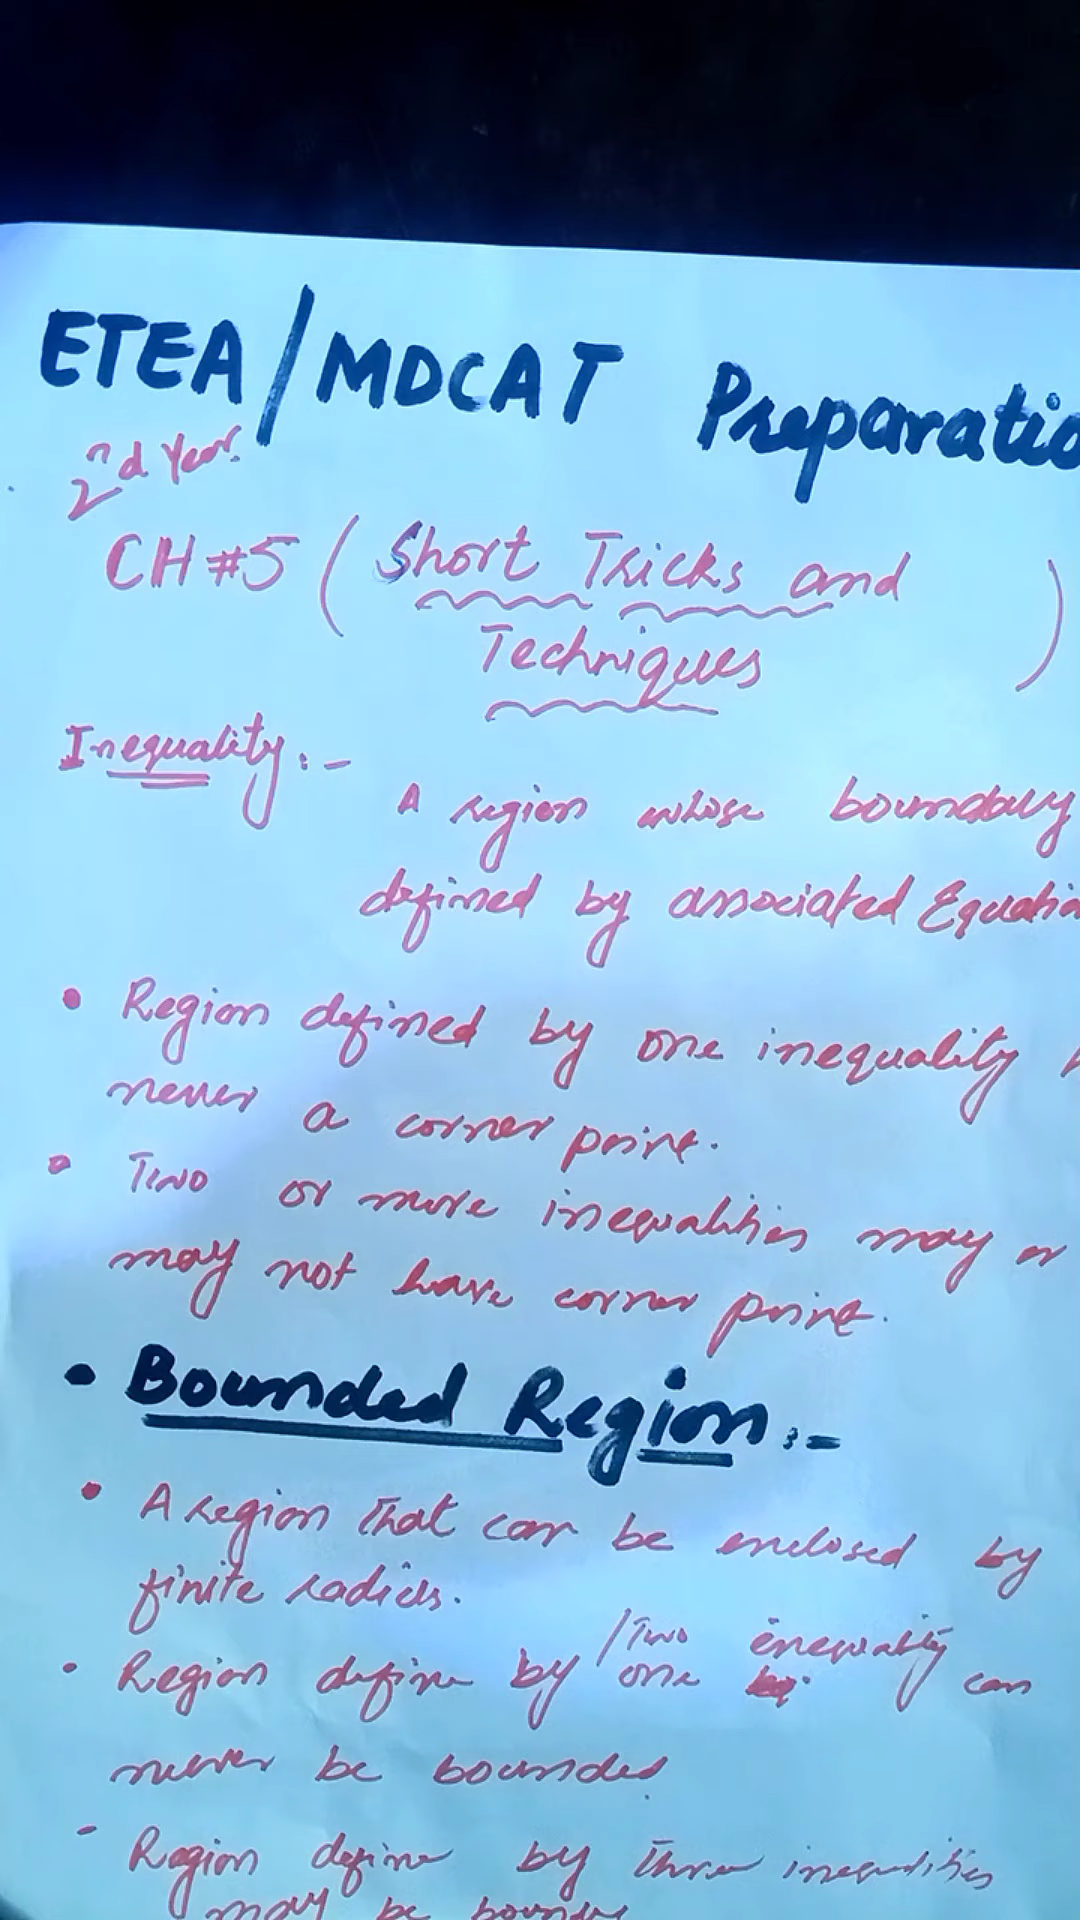 ETEA/MDCAT Preparatio
2nd Year.
CH #5 (Short Tricks and
Techniques)
Inequality:-
A region whose boundary
defined by associated Equatio
• Region defined by one inequality
never a corner point.
• Two or more inequalities may or
may not have corner point.
• Bounded Region:-
• A region that can be enclosed by
finite radius.
• Region define by one/Two inequality can
never be bounded
- Region define by three inequalities
may be bounde